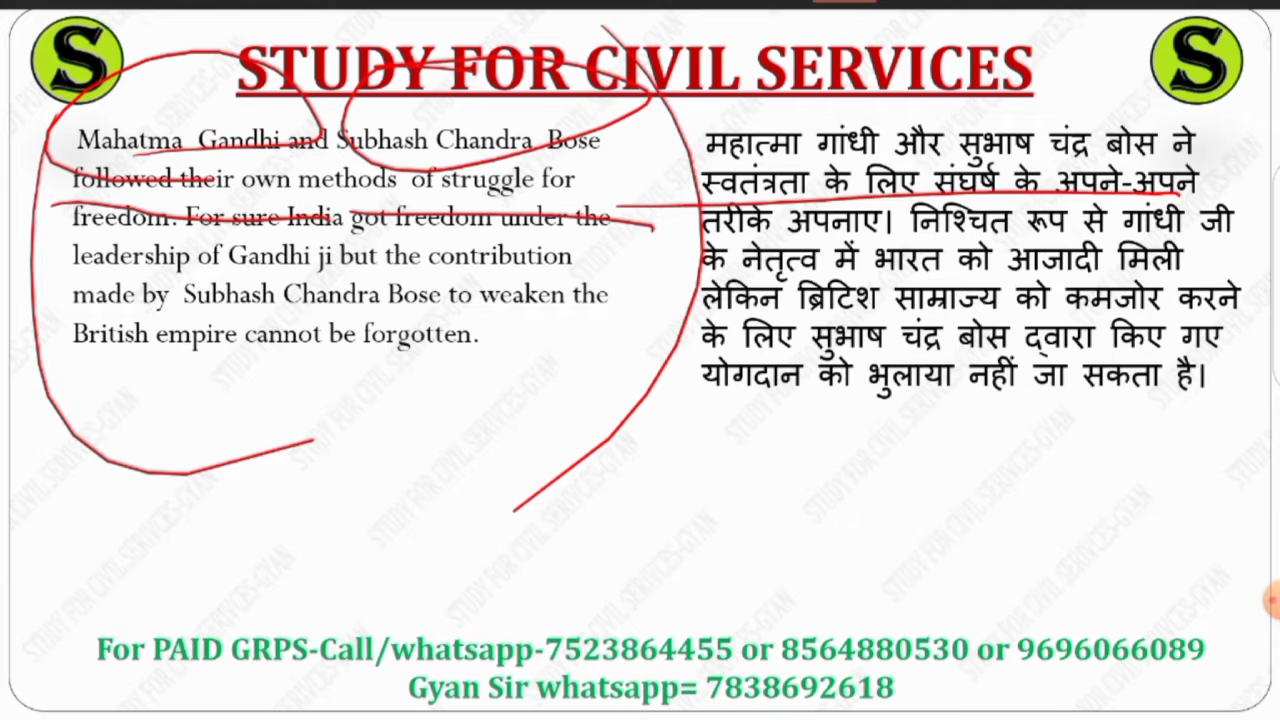 S
STUDY FOR CIVIL SERVICES
S
Mahatma Gandhi and Subhash Chandra Bose
followed their own methods of struggle for
freedom. For sure India got freedom under the
leadership of Gandhi ji but the contribution
made by Subhash Chandra Bose to weaken the
British empire cannot be forgotten.
महात्मा गांधी और सुभाष चंद्र बोस ने
स्वतंत्रता के लिए संघर्ष के अपने-अपने
तरीके अपनाए। निश्चित रूप से गांधी जी
के नेतृत्व में भारत को आजादी मिली
लेकिन ब्रिटिश साम्राज्य को कमजोर करने
के लिए सुभाष चंद्र बोस द्वारा किए गए
योगदान को भुलाया नहीं जा सकता है।
For PAID GRPS-Call/whatsapp-7523864455 or 8564880530 or 9696066089
Gyan Sir whatsapp= 7838692618